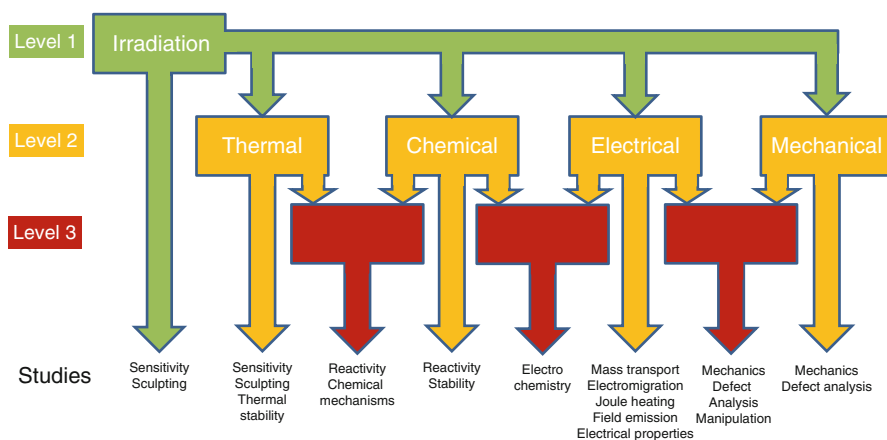 Level 1
Irradiation
Level 2
Thermal
Chemical
Electrical
Mechanical
Level 3
Studies
Sensitivity
Sculpting
Sensitivity
Sculpting
Thermal
stability
Reactivity
Chemical
mechanisms
Reactivity
Stability
Electro
chemistry
Mass transport
Electromigration
Joule heating
Field emission
Electrical properties
Mechanics
Defect
Analysis
Manipulation
Mechanics
Defect analysis